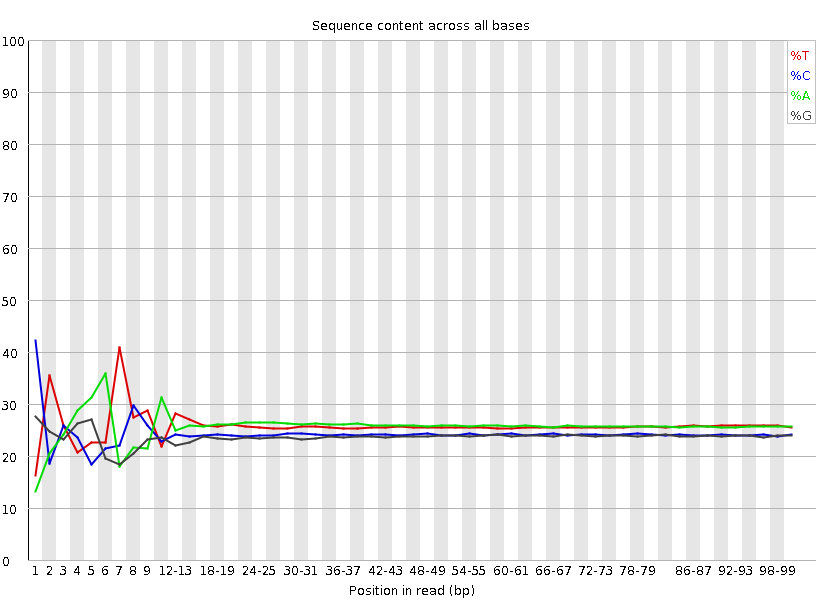 Sequence content across all bases
100
90
80
70
60
50
40
30
20
10
0
%T
%C
%A
%G
1 2 3 4 5 6 7 8 9 12-13 18-19 24-25 30-31 36-37 42-43 48-49 54-55 60-61 66-67 72-73 78-79 86-87 92-93 98-99
Position in read (bp)